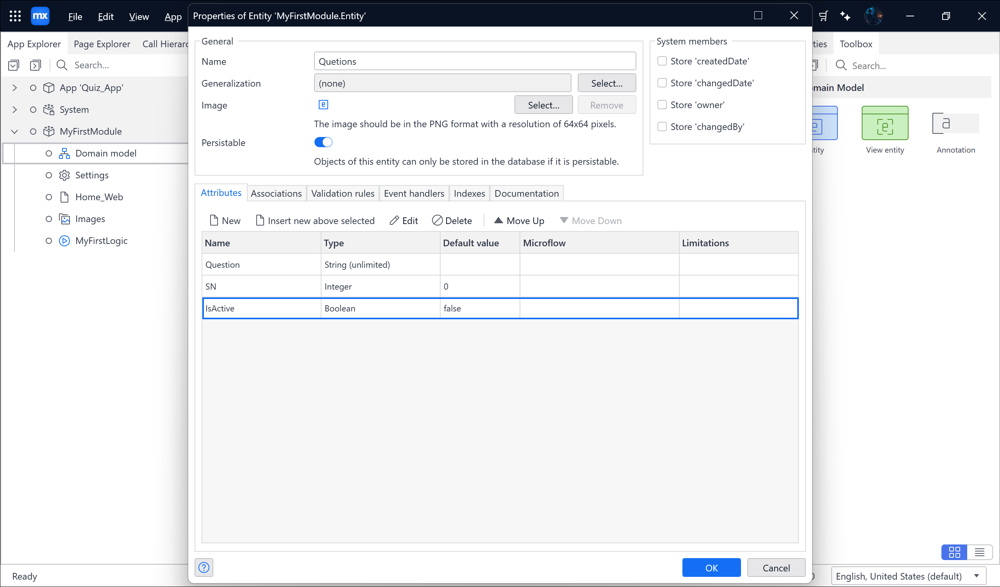 mx
File Edit View App
Properties of Entity 'MyFirstModule.Entity'
App Explorer Page Explorer Call Hierarc
Search...
App 'Quiz_App'
System
MyFirstModule
Domain model
Settings
Home_Web
Images
MyFirstLogic
General
Name Quetions
Generalization (none) Select...
Image e Select... Remove
The image should be in the PNG format with a resolution of 64x64 pixels.
Persistable
Objects of this entity can only be stored in the database if it is persistable.
System members
Store 'createdDate'
Store 'changedDate'
Store 'owner'
Store 'changedBy'
Attributes Associations Validation rules Event handlers Indexes Documentation
New Insert new above selected Edit Delete Move Up Move Down
Name Type Default value Microflow Limitations
Question String (unlimited)
SN Integer 0
IsActive Boolean false
? OK Cancel
ties Toolbox
Search...
main Model
e e a
tity View entity Annotation
Ready
English, United States (default)